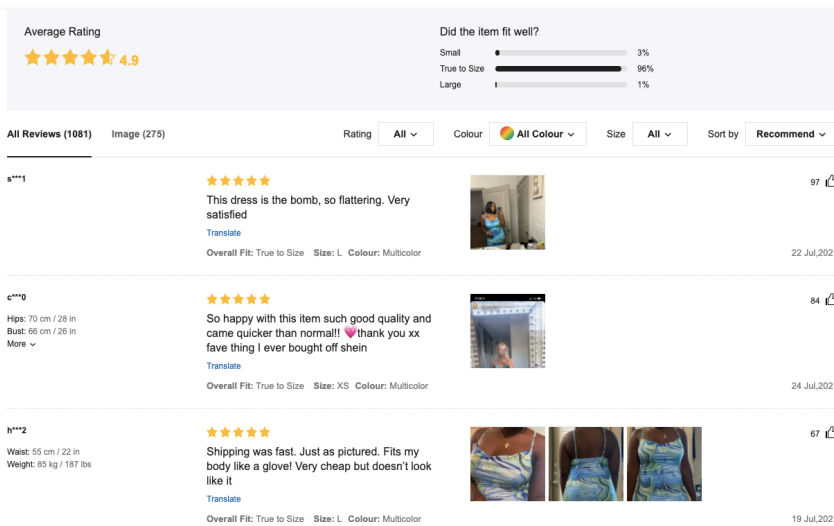 Average Rating
4.9
Did the item fit well?
Small 3%
True to Size 96%
Large 1%
All Reviews (1081) Image (275) Rating All Colour All Colour Size All Sort by Recommend
s***1
This dress is the bomb, so flattering. Very
satisfied
Translate
Overall Fit: True to Size Size: L Colour: Multicolor
97
22 Jul,202
c***0
Hips: 70 cm / 28 in
Bust: 66 cm / 26 in
More
So happy with this item such good quality and
came quicker than normal!! 💗thank you xx
fave thing I ever bought off shein
Translate
Overall Fit: True to Size Size: XS Colour: Multicolor
84
24 Jul,202
h***2
Waist: 55 cm / 22 in
Weight: 85 kg / 187 lbs
Shipping was fast. Just as pictured. Fits my
body like a glove! Very cheap but doesn't look
like it
Translate
Overall Fit: True to Size Size: L Colour: Multicolor
67
19 Jul,202